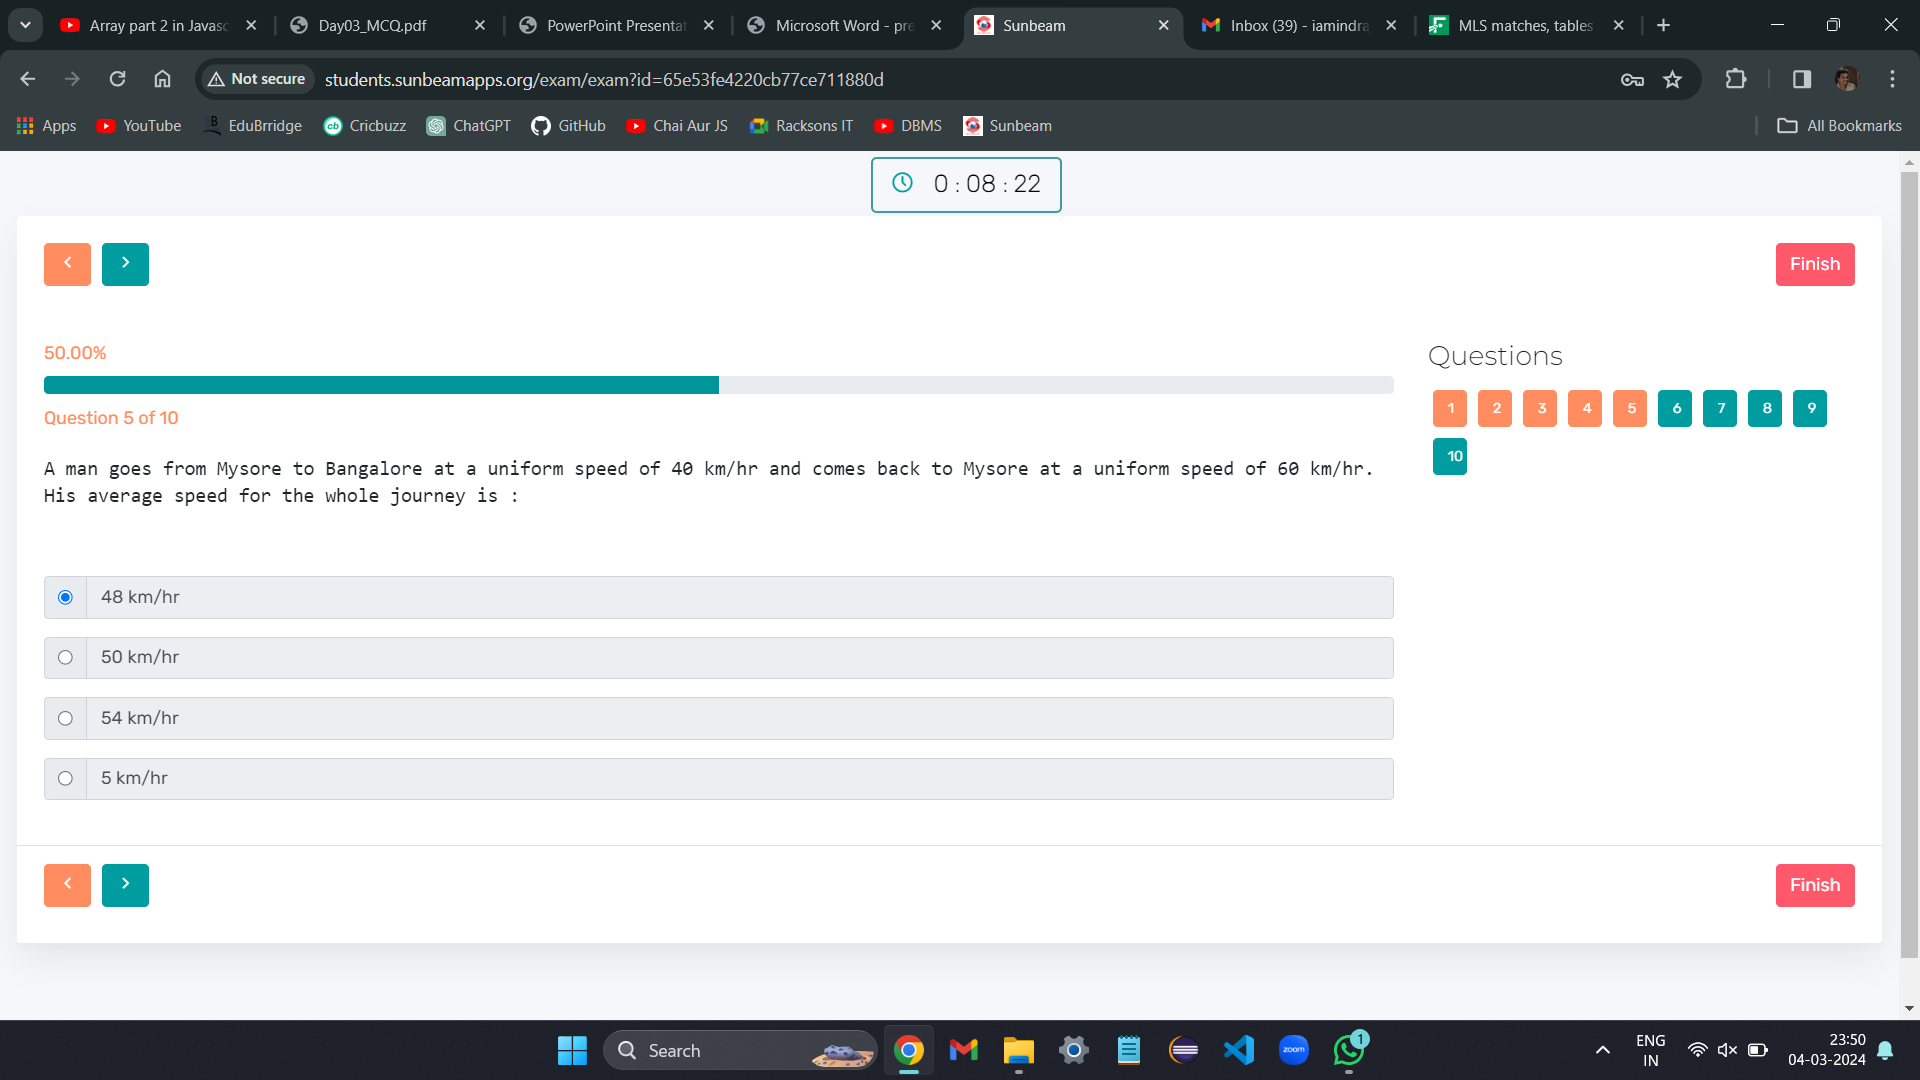 Array part 2 in Javasc
Day03_MCQ.pdf
PowerPoint Presentat
Microsoft Word - pre
Sunbeam
Inbox (39) - iamindra
MLS matches, tables
Not secure
students.sunbeamapps.org/exam/exam?id=65e53fe4220cb77ce711880d
Apps
YouTube
EduBrridge
Cricbuzz
ChatGPT
GitHub
Chai Aur JS
Racksons IT
DBMS
Sunbeam
All Bookmarks
0 : 08 : 22
Finish
50.00%
Question 5 of 10
A man goes from Mysore to Bangalore at a uniform speed of 40 km/hr and comes back to Mysore at a uniform speed of 60 km/hr.
His average speed for the whole journey is :
48 km/hr
50 km/hr
54 km/hr
5 km/hr
Questions
1 2 3 4 5 6 7 8 9
10
Finish
Search
zoom
1
ENG
IN
23:50
04-03-2024